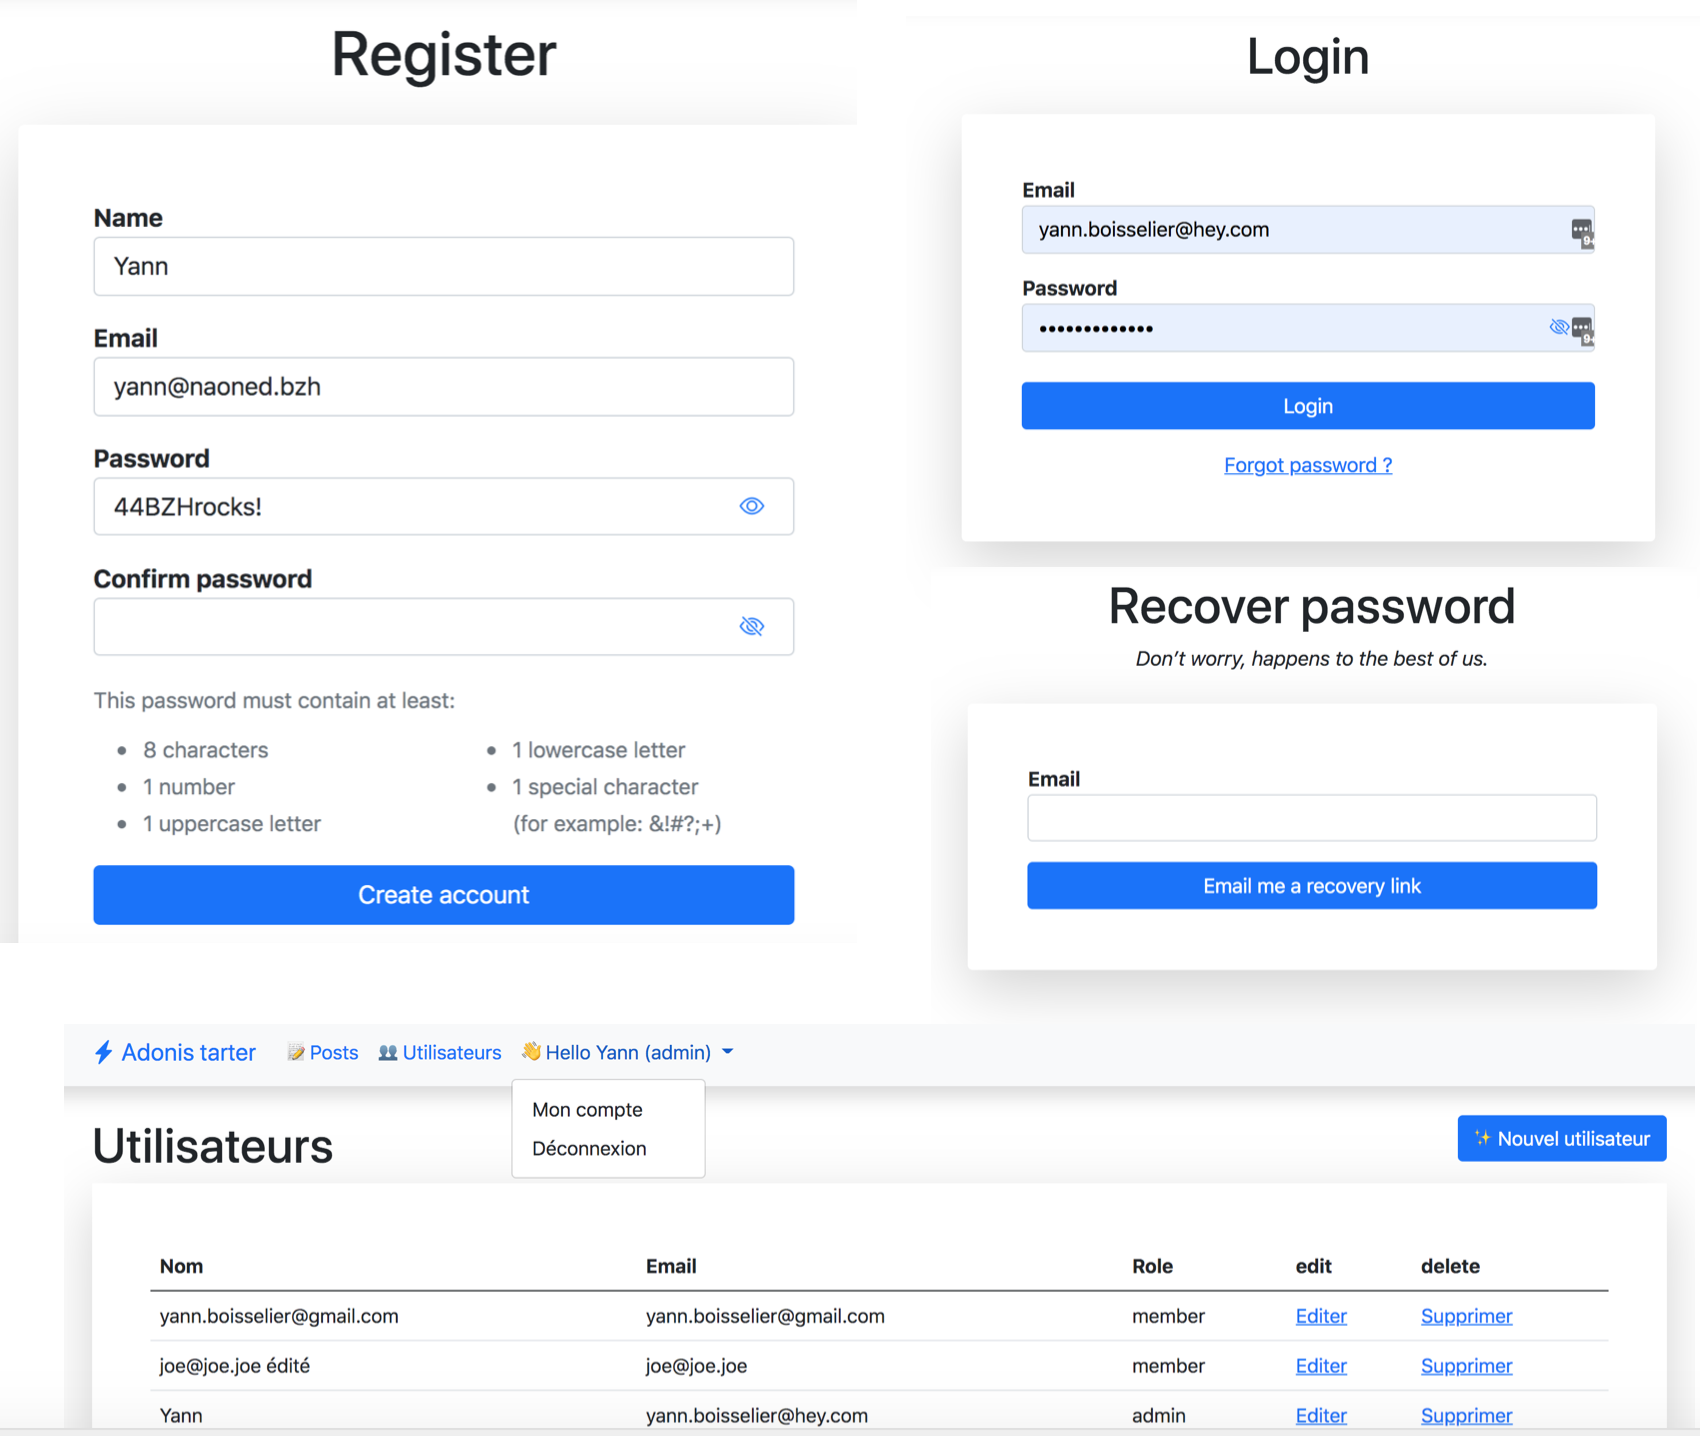 Register
Name
Yann
Email
yann@naoned.bzh
Password
44BZHrocks!
Confirm password
This password must contain at least:
• 8 characters
• 1 number
• 1 uppercase letter
• 1 lowercase letter
• 1 special character
(for example: &!#?;+)
Create account
Login
Email
yann.boisselier@hey.com
9+
Password
•••••••••••••
9+
Login
Forgot password ?
Recover password
Don't worry, happens to the best of us.
Email
Email me a recovery link
Adonis tarter Posts Utilisateurs Hello Yann (admin)
Mon compte
Déconnexion
Utilisateurs
Nouvel utilisateur
Nom Email Role edit delete
yann.boisselier@gmail.com yann.boisselier@gmail.com member Editer Supprimer
joe@joe.joe édité joe@joe.joe member Editer Supprimer
Yann yann.boisselier@hey.com admin Editer Supprimer